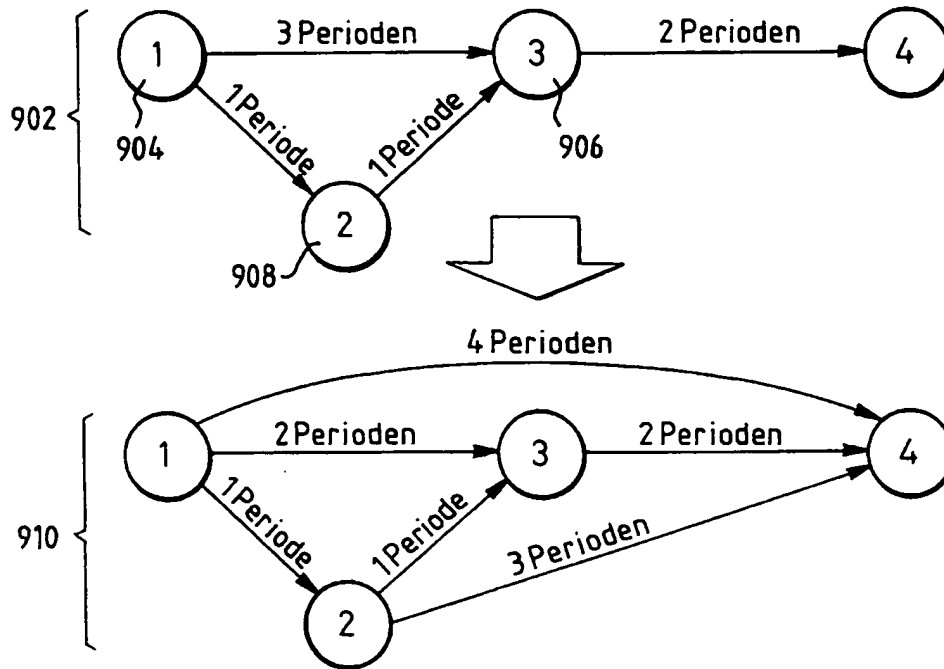 3 Perioden
2 Perioden
1
3
4
902
904
1 Periode
1 Periode
906
2
908
4 Perioden
2 Perioden
2 Perioden
1
3
4
910
1 Periode
1 Periode
3 Perioden
2